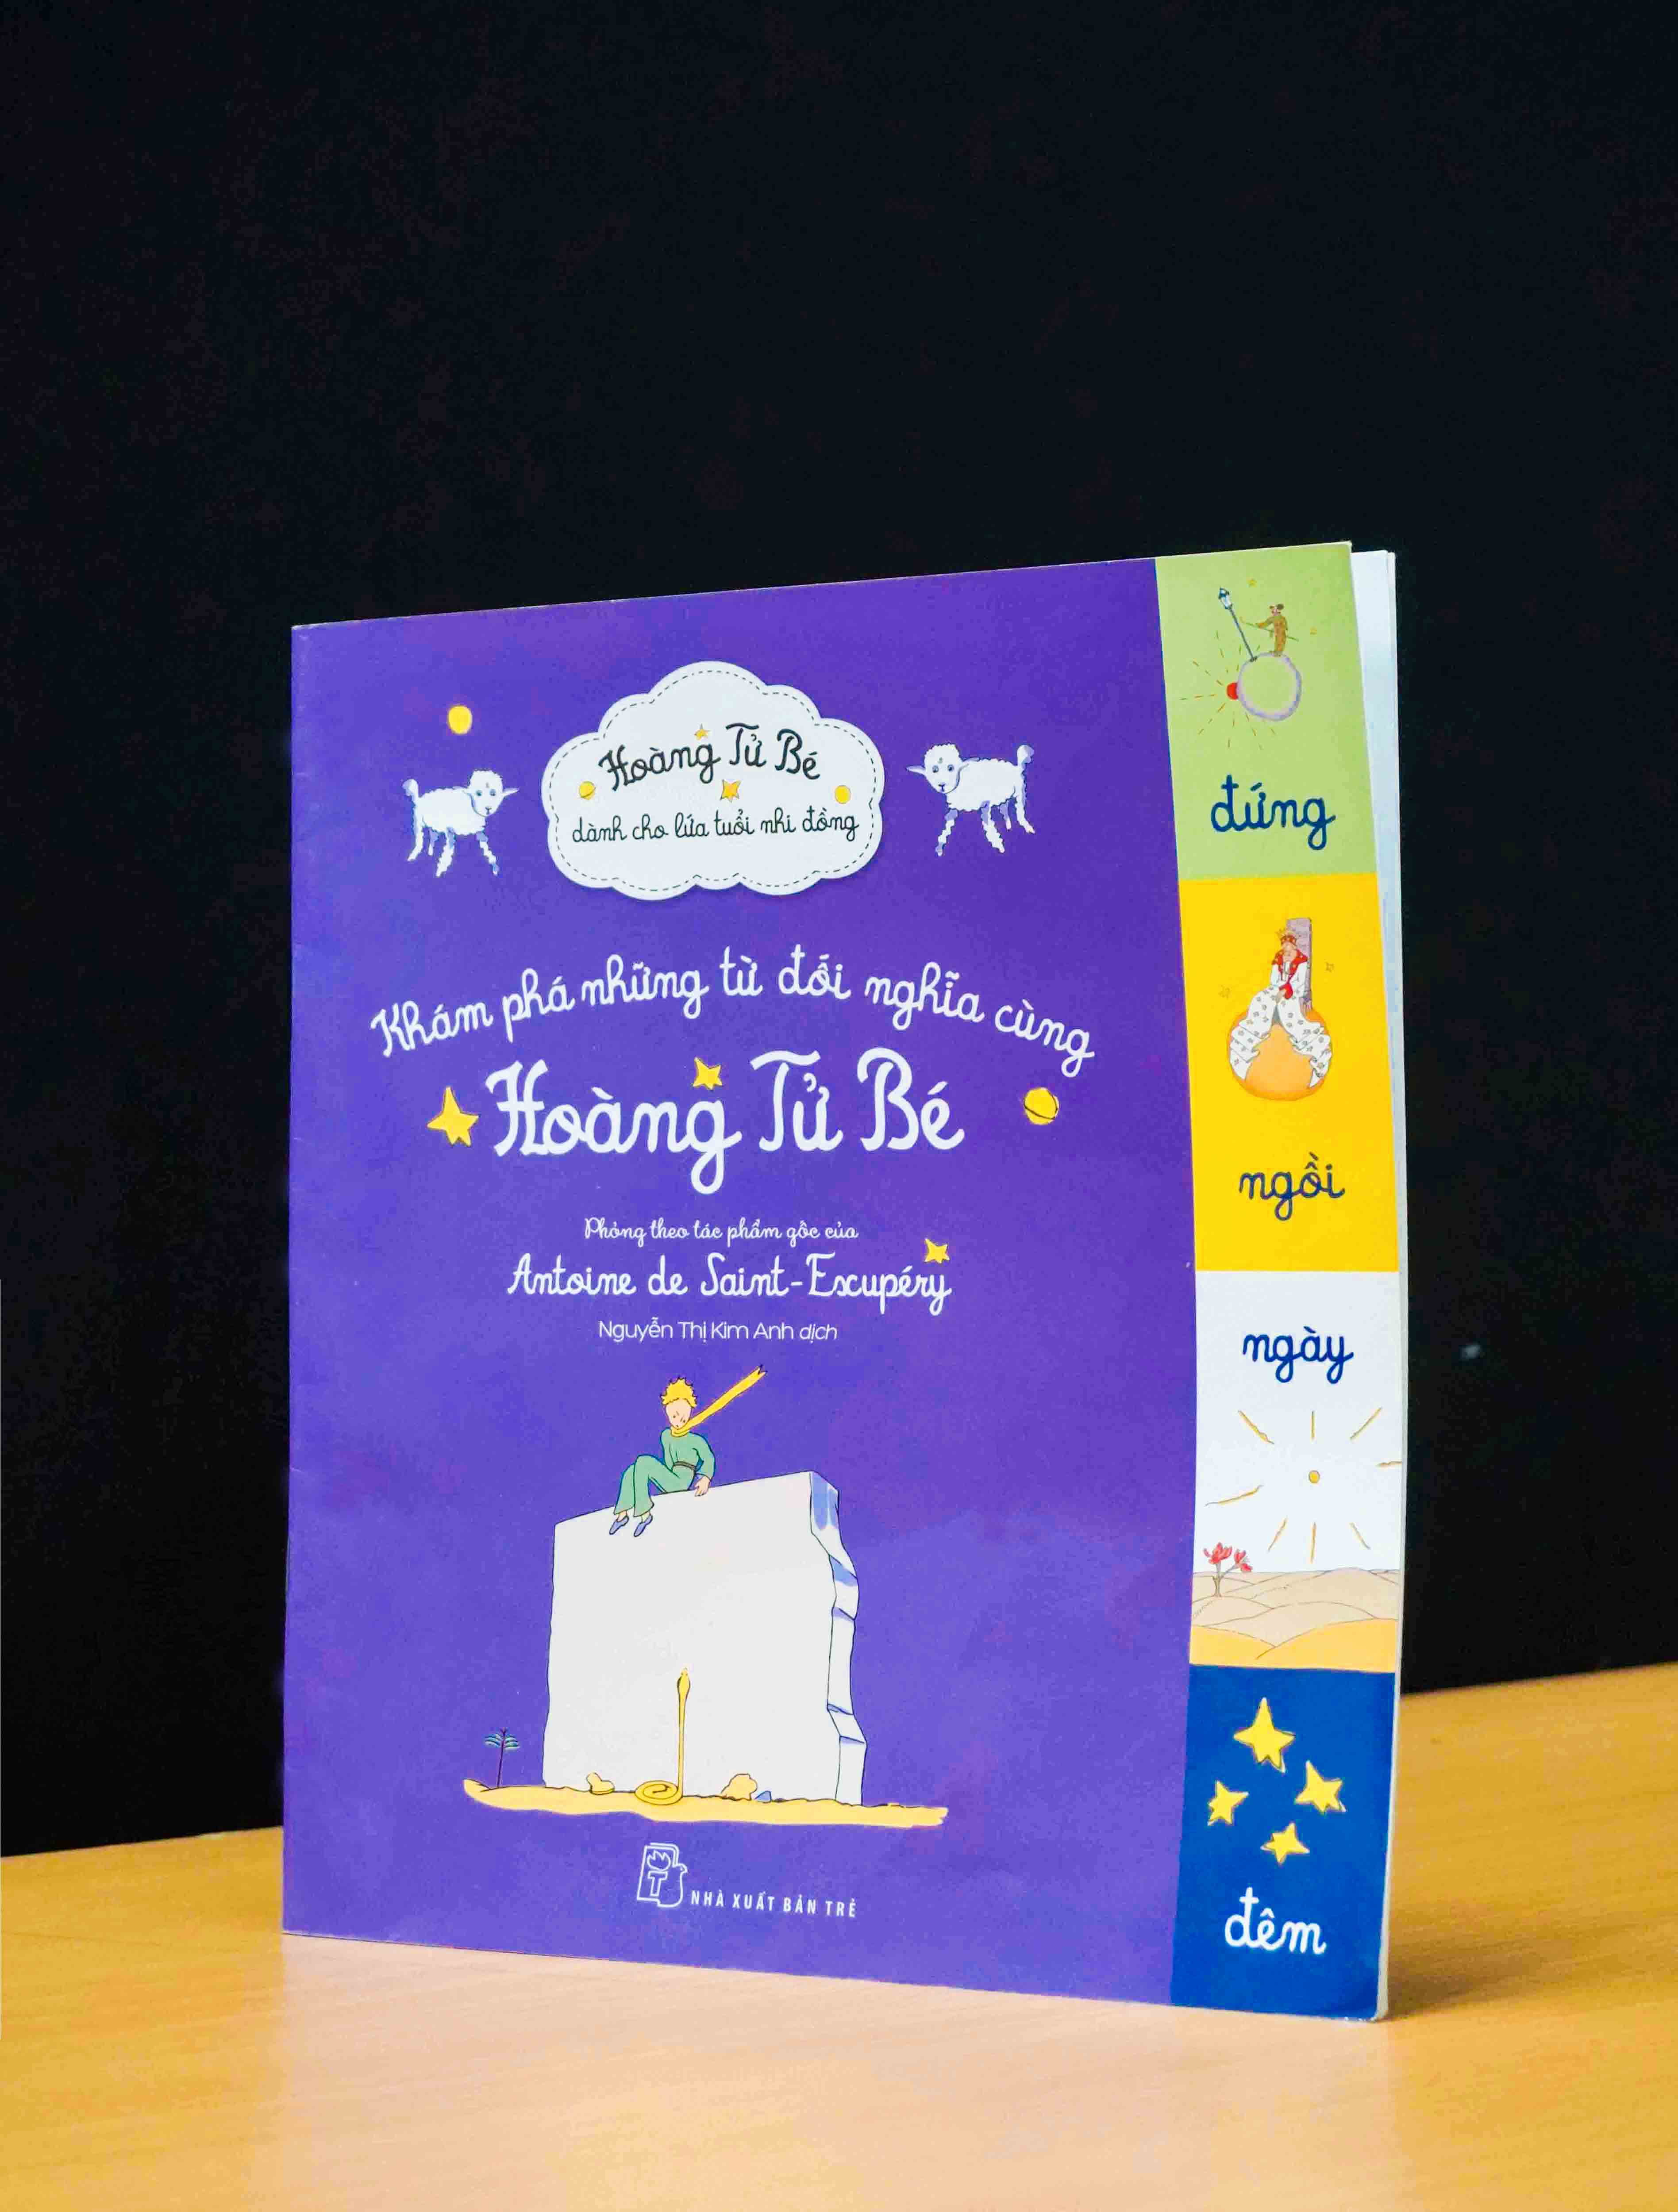 Hoàng Tử Bé
dành cho lứa tuổi nhi đồng
Khám phá những từ đối nghĩa cùng
Hoàng Tử Bé
Phỏng theo tác phẩm gốc của
Antoine de Saint-Exupéry
Nguyễn Thị Kim Anh dịch
NHÀ XUẤT BẢN TRẺ
đứng
ngồi
ngày
đêm